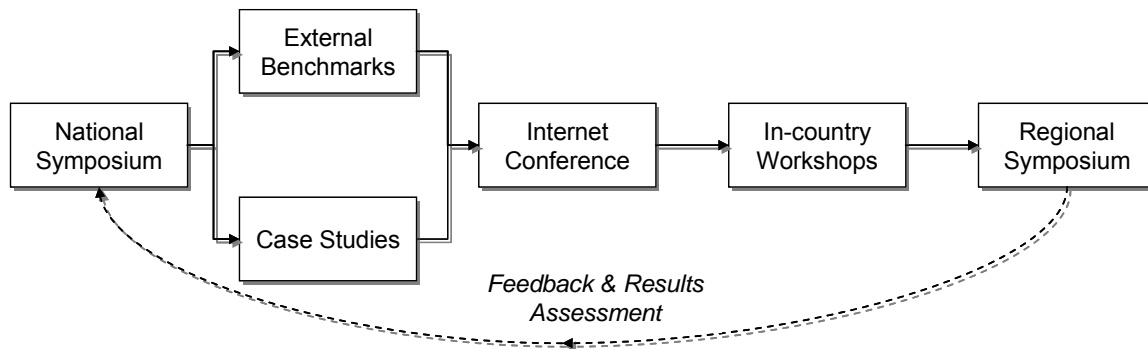 National
Symposium
External
Benchmarks
Case Studies
Internet
Conference
In-country
Workshops
Regional
Symposium
Feedback & Results
Assessment